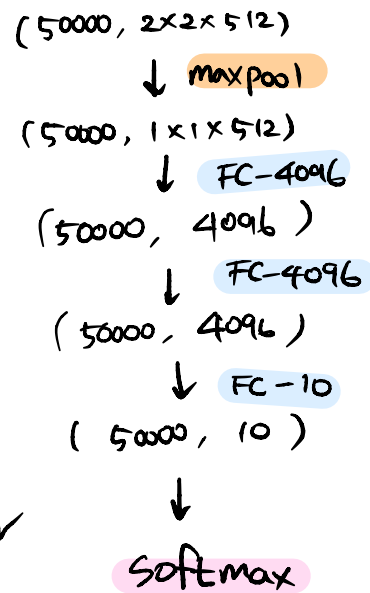 (50000, 2×2×512)
↓ maxpool
(50000, 1×1×512)
↓ FC-4096
(50000, 4096)
↓ FC-4096
(50000, 4096)
↓ FC-10
(50000, 10)
↓
softmax